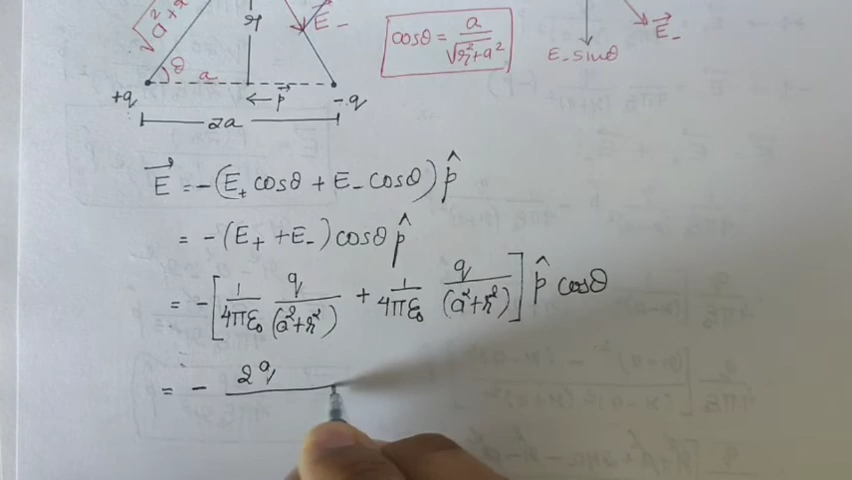 √a²+r²
r
E⃗₋
cosθ = a/√(r²+a²)
E⃗₋
E₋ sinθ
θ
a
+q
← p⃗
-q
2a
E⃗ = -(E₊ cosθ + E₋ cosθ) p̂
= -(E₊ + E₋) cosθ p̂
= -[1/4πε₀ q/(a²+r²) + 1/4πε₀ q/(a²+r²)] p̂ cosθ
= - 2q